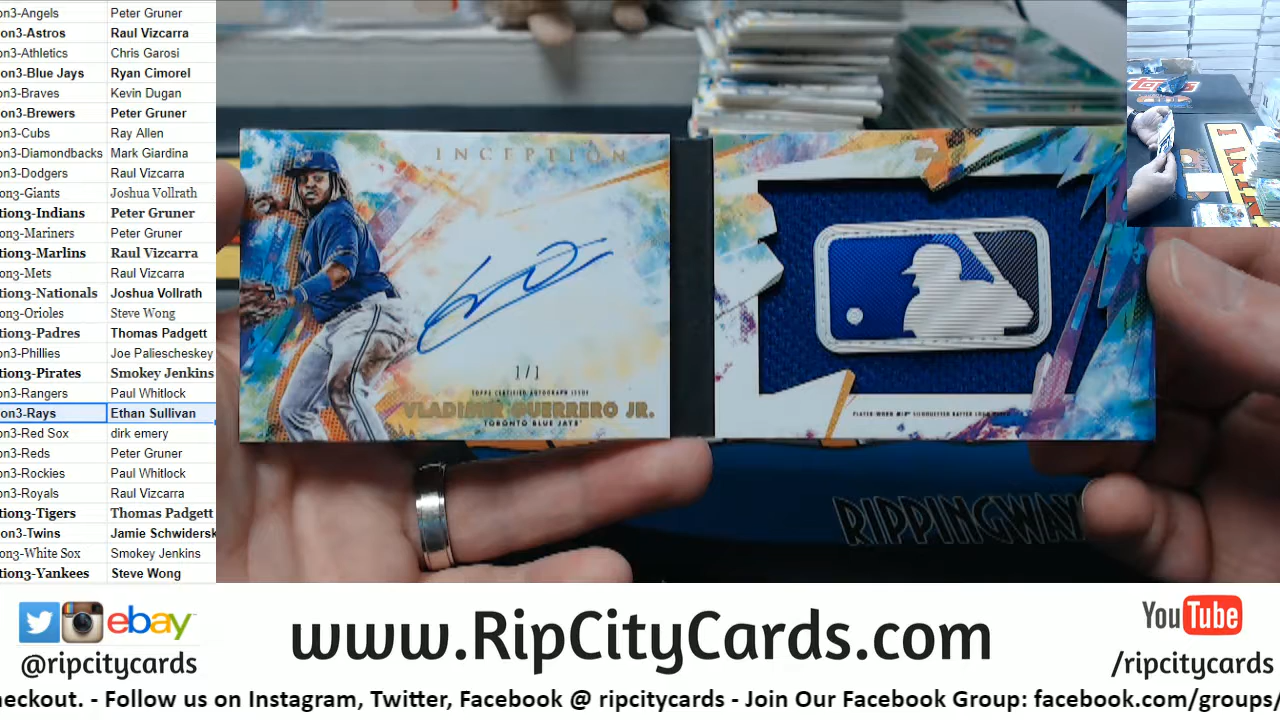 on3-Angels Peter Gruner
on3-Astros Raul Vizcarra
on3-Athletics Chris Garosi
on3-Blue Jays Ryan Cimorel
on3-Braves Kevin Dugan
on3-Brewers Peter Gruner
on3-Cubs Ray Allen
on3-Diamondbacks Mark Giardina
on3-Dodgers Raul Vizcarra
on3-Giants Joshua Vollrath
tion3-Indians Peter Gruner
on3-Mariners Peter Gruner
tion3-Marlins Raul Vizcarra
on3-Mets Raul Vizcarra
tion3-Nationals Joshua Vollrath
on3-Orioles Steve Wong
tion3-Padres Thomas Padgett
on3-Phillies Joe Paliescheskey
tion3-Pirates Smokey Jenkins
on3-Rangers Paul Whitlock
on3-Rays Ethan Sullivan
on3-Red Sox dirk emery
on3-Reds Peter Gruner
on3-Rockies Paul Whitlock
on3-Royals Raul Vizcarra
tion3-Tigers Thomas Padgett
on3-Twins Jamie Schwidersk
on3-White Sox Smokey Jenkins
tion3-Yankees Steve Wong
INCEPTION
1/1
TOPPS CERTIFIED AUTOGRAPH ISSUE
VLADIMIR GUERRERO JR.
TORONTO BLUE JAYS
RIPPINGWAX
ebay
@ripcitycards
www.RipCityCards.com
YouTube
/ripcitycards
heckout. - Follow us on Instagram, Twitter, Facebook @ ripcitycards - Join Our Facebook Group: facebook.com/groups/